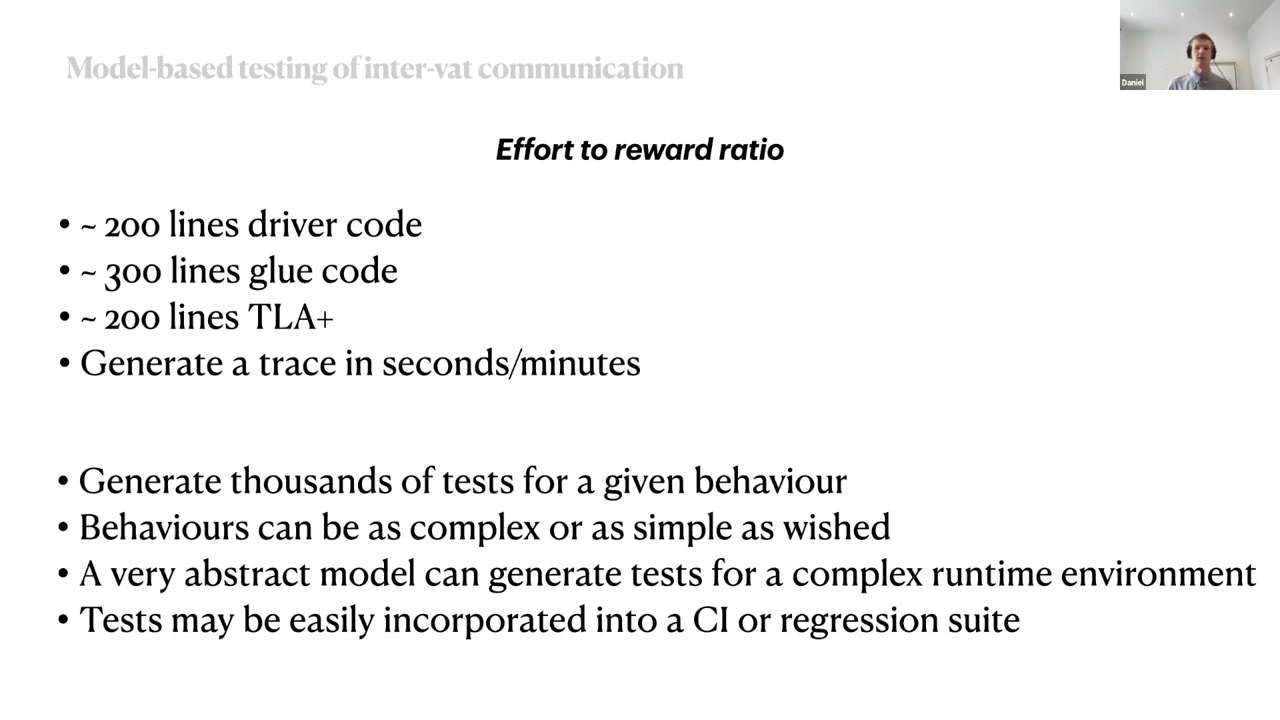 Model-based testing of inter-vat communication
Daniel
Effort to reward ratio
• ~ 200 lines driver code
• ~ 300 lines glue code
• ~ 200 lines TLA+
• Generate a trace in seconds/minutes
• Generate thousands of tests for a given behaviour
• Behaviours can be as complex or as simple as wished
• A very abstract model can generate tests for a complex runtime environment
• Tests may be easily incorporated into a CI or regression suite